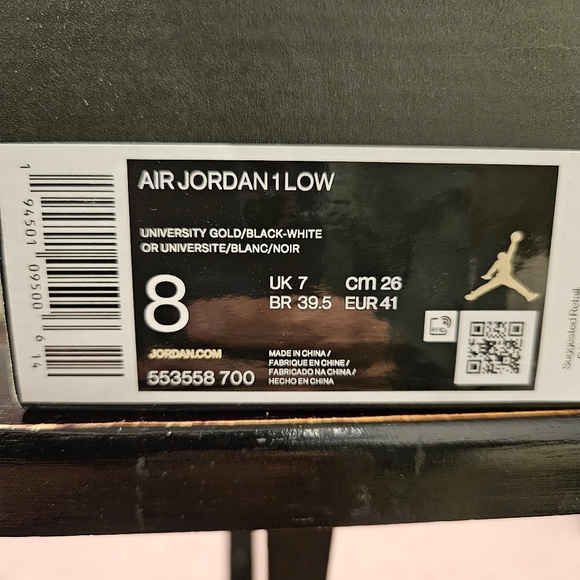 AIR JORDAN 1 LOW
UNIVERSITY GOLD/BLACK-WHITE
OR UNIVERSITE/BLANC/NOIR
8
UK 7 cm 26
BR 39.5 EUR 41
JORDAN.COM
553558 700
MADE IN CHINA /
FABRIQUE EN CHINE /
FABRICADO NA CHINA /
HECHO EN CHINA
RFID
1 94501 09500 6 14
Suggested Retail